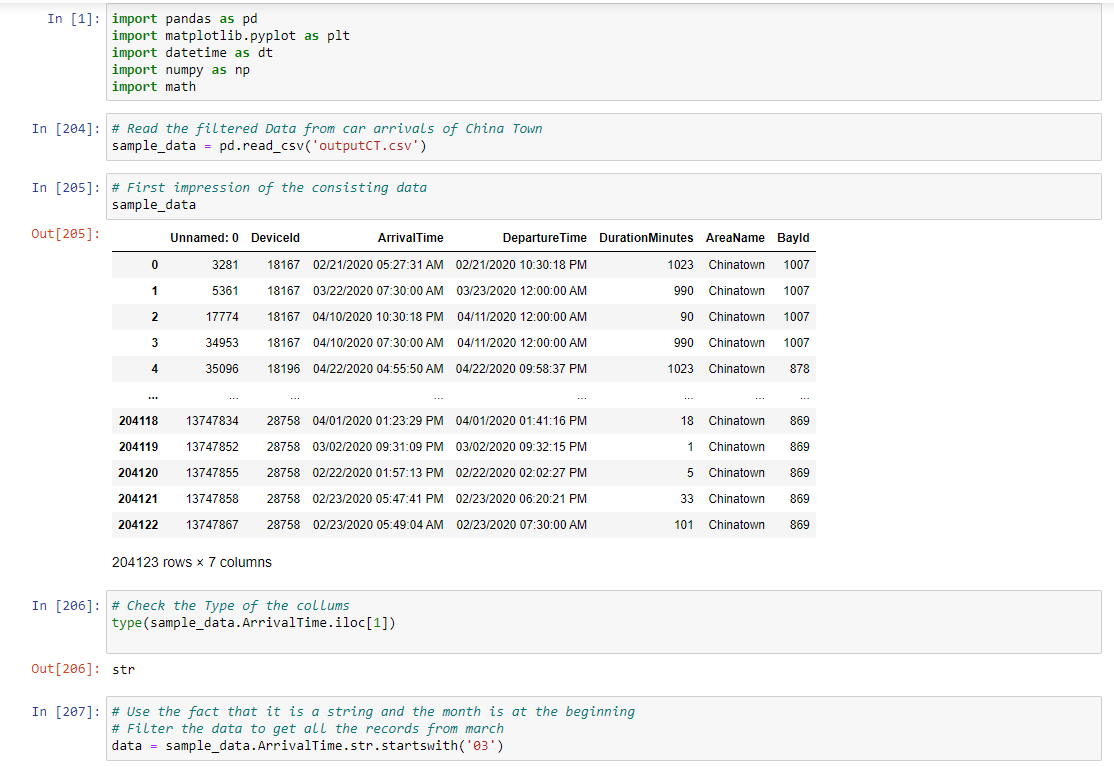 In [1]: import pandas as pd
import matplotlib.pyplot as plt
import datetime as dt
import numpy as np
import math
In [204]: # Read the filtered Data from car arrivals of China Town
sample_data = pd.read_csv('outputCT.csv')
In [205]: # First impression of the consisting data
sample_data
Out[205]:
Unnamed: 0 DeviceId ArrivalTime DepartureTime DurationMinutes AreaName BayId
0 3281 18167 02/21/2020 05:27:31 AM 02/21/2020 10:30:18 PM 1023 Chinatown 1007
1 5361 18167 03/22/2020 07:30:00 AM 03/23/2020 12:00:00 AM 990 Chinatown 1007
2 17774 18167 04/10/2020 10:30:18 PM 04/11/2020 12:00:00 AM 90 Chinatown 1007
3 34953 18167 04/10/2020 07:30:00 AM 04/11/2020 12:00:00 AM 990 Chinatown 1007
4 35096 18196 04/22/2020 04:55:50 AM 04/22/2020 09:58:37 PM 1023 Chinatown 878
... ... ... ... ... ... ... ...
204118 13747834 28758 04/01/2020 01:23:29 PM 04/01/2020 01:41:16 PM 18 Chinatown 869
204119 13747852 28758 03/02/2020 09:31:09 PM 03/02/2020 09:32:15 PM 1 Chinatown 869
204120 13747855 28758 02/22/2020 01:57:13 PM 02/22/2020 02:02:27 PM 5 Chinatown 869
204121 13747858 28758 02/23/2020 05:47:41 PM 02/23/2020 06:20:21 PM 33 Chinatown 869
204122 13747867 28758 02/23/2020 05:49:04 AM 02/23/2020 07:30:00 AM 101 Chinatown 869
204123 rows × 7 columns
In [206]: # Check the Type of the collums
type(sample_data.ArrivalTime.iloc[1])
Out[206]: str
In [207]: # Use the fact that it is a string and the month is at the beginning
# Filter the data to get all the records from march
data = sample_data.ArrivalTime.str.startswith('03')